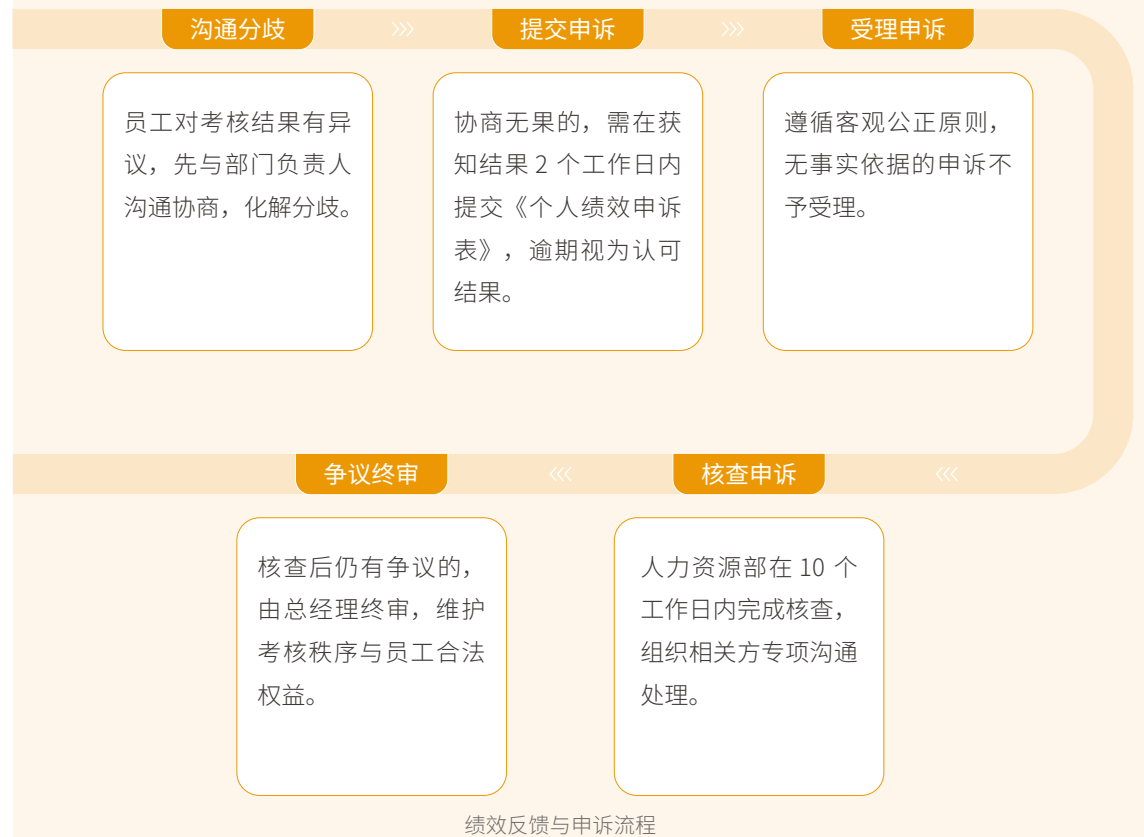 沟通分歧
员工对考核结果有异
议，先与部门负责人
沟通协商，化解分歧。
提交申诉
协商无果的，需在获
知结果 2 个工作日内
提交《个人绩效申诉
表》，逾期视为认可
结果。
受理申诉
遵循客观公正原则，
无事实依据的申诉不
予受理。
核查申诉
人力资源部在 10 个
工作日内完成核查，
组织相关方专项沟通
处理。
争议终审
核查后仍有争议的，
由总经理终审，维护
考核秩序与员工合法
权益。
绩效反馈与申诉流程